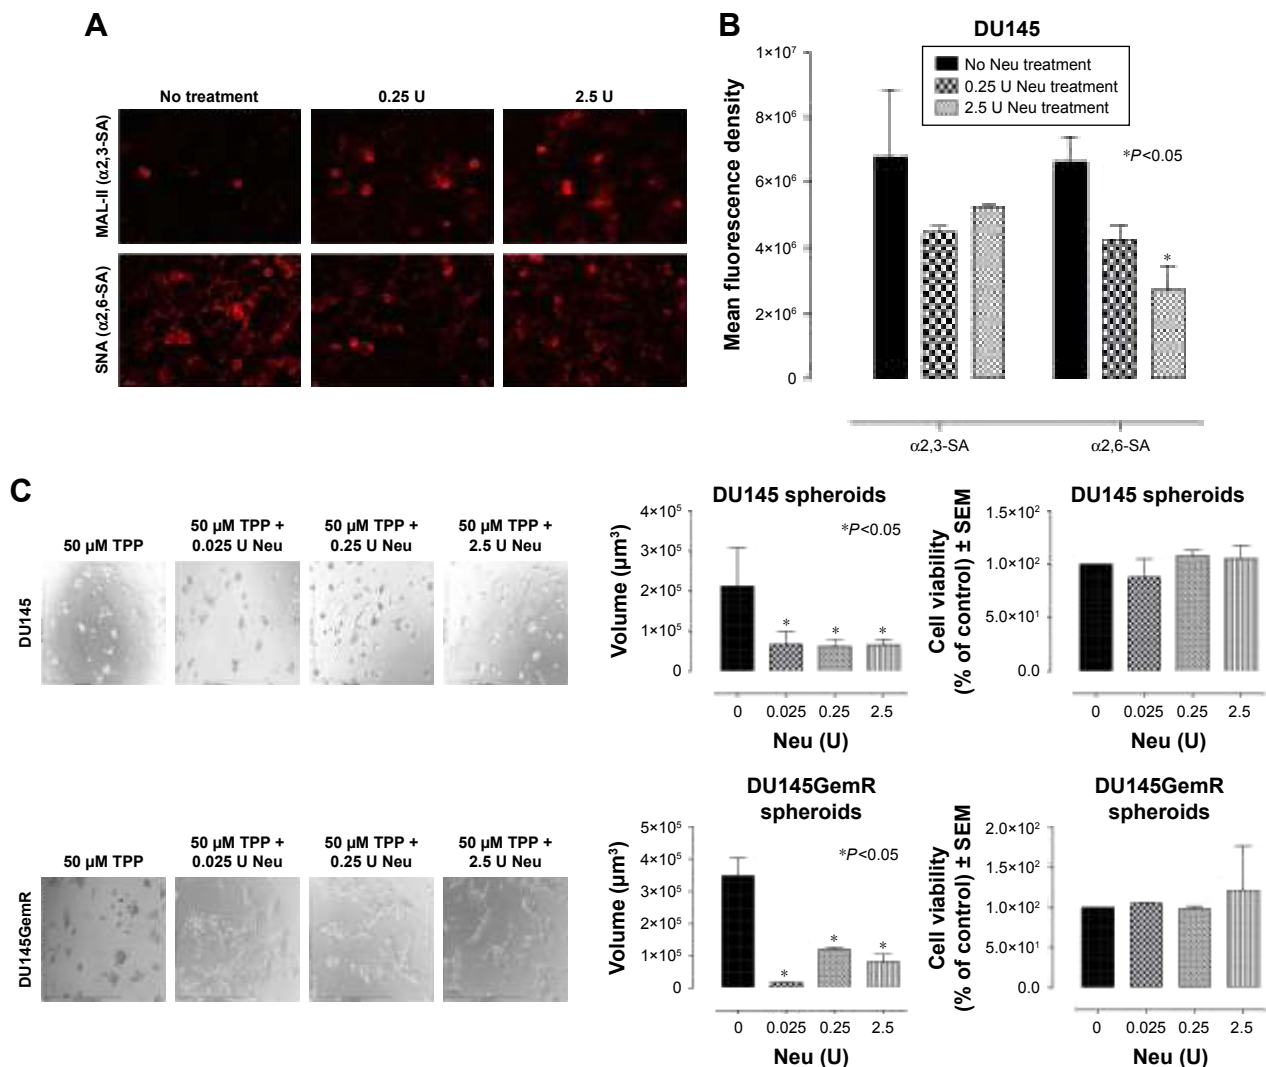 A
No treatment
0.25 U
2.5 U
MAL-II (α2,3-SA)
SNA (α2,6-SA)
B
DU145
1×10⁷
8×10⁶
6×10⁶
4×10⁶
2×10⁶
0
Mean fluorescence density
No Neu treatment
0.25 U Neu treatment
2.5 U Neu treatment
*P<0.05
*
α2,3-SA
α2,6-SA
C
50 µM TPP
50 µM TPP +
0.025 U Neu
50 µM TPP +
0.25 U Neu
50 µM TPP +
2.5 U Neu
DU145
DU145 spheroids
4×10⁵
3×10⁵
2×10⁵
1×10⁵
0
Volume (µm³)
*P<0.05
*
*
*
0
0.025
0.25
2.5
Neu (U)
DU145 spheroids
1.5×10²
1.0×10²
5.0×10¹
0.0
Cell viability
(% of control) ± SEM
0
0.025
0.25
2.5
Neu (U)
50 µM TPP
50 µM TPP +
0.025 U Neu
50 µM TPP +
0.25 U Neu
50 µM TPP +
2.5 U Neu
DU145GemR
DU145GemR
spheroids
5×10⁵
4×10⁵
3×10⁵
2×10⁵
1×10⁵
0
Volume (µm³)
*P<0.05
*
*
*
0
0.025
0.25
2.5
Neu (U)
DU145GemR
spheroids
2.0×10²
1.5×10²
1.0×10²
5.0×10¹
0.0
Cell viability
(% of control) ± SEM
0
0.025
0.25
2.5
Neu (U)